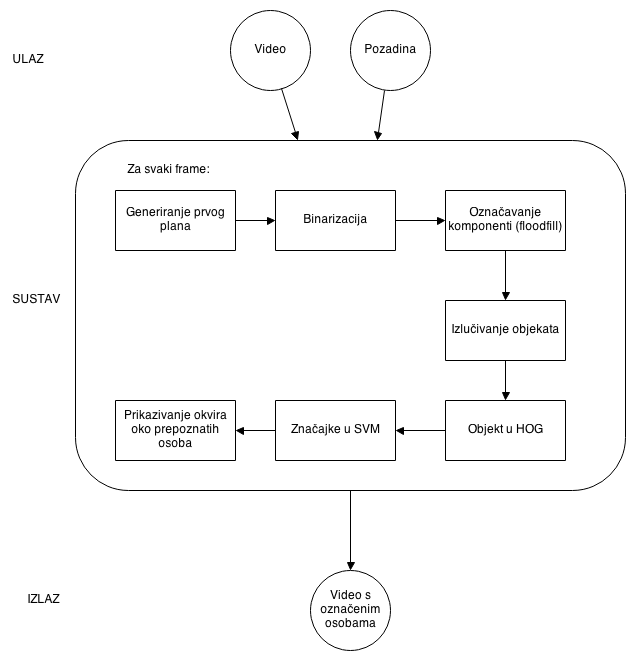 Video
Pozadina
ULAZ
Za svaki frame:
Generiranje prvog
plana
Binarizacija
Označavanje
komponenti (floodfill)
SUSTAV
Izlučivanje objekata
Prikazivanje okvira
oko prepoznatih
osoba
Značajke u SVM
Objekt u HOG
IZLAZ
Video s
označenim
osobama